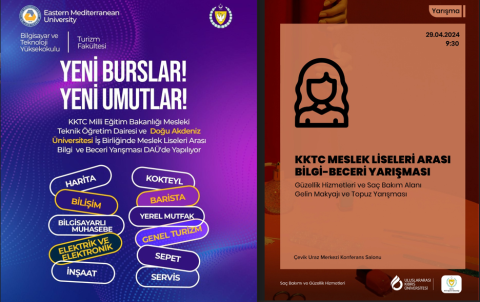 Eastern Mediterranean
University
Bilgisayar ve
Teknoloji
Yüksekokulu
Turizm
Fakültesi
YENİ BURSLAR!
YENİ UMUTLAR!
KKTC Milli Eğitim Bakanlığı Mesleki
Teknik Öğretim Dairesi ve Doğu Akdeniz
Üniversitesi İş Birliğinde Meslek Liseleri Arası
Bilgi ve Beceri Yarışması DAÜ'de Yapılıyor
HARİTA
BİLİŞİM
BİLGİSAYARLI
MUHASEBE
ELEKTRİK VE
ELEKTRONİK
İNŞAAT
KOKTEYL
BARİSTA
YEREL MUTFAK
GENEL TURİZM
SEPET
SERVİS
Yarışma
29.04.2024
9:30
KKTC MESLEK LİSELERİ ARASI
BİLGİ-BECERİ YARIŞMASI
Güzellik Hizmetleri ve Saç Bakım Alanı
Gelin Makyajı ve Topuz Yarışması
Çevik Uraz Merkezi Konferans Salonu
Saç Bakımı ve Güzellik Hizmetleri
ULUSLARARASI
KIBRIS
ÜNİVERSİTESİ